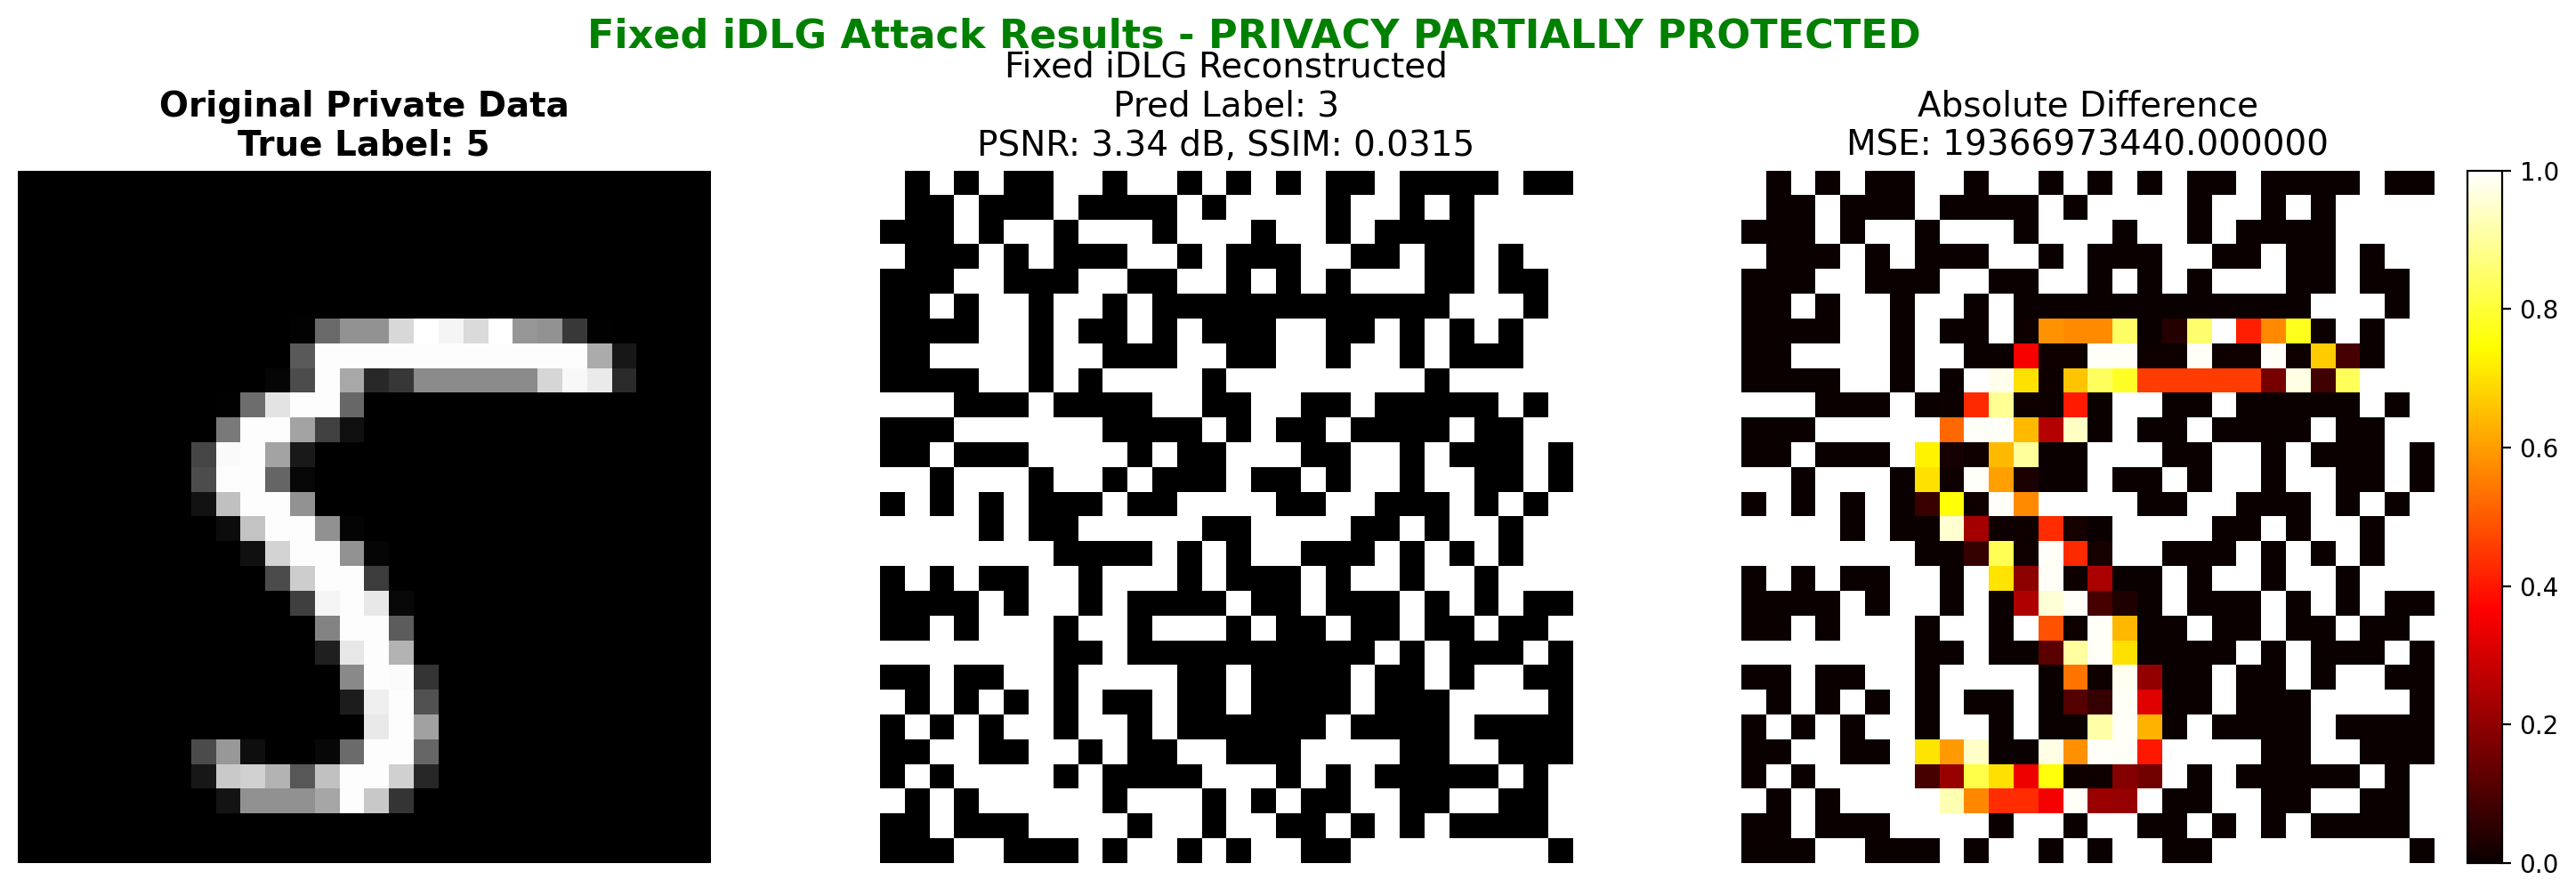 Fixed iDLG Attack Results - PRIVACY PARTIALLY PROTECTED
Original Private Data
True Label: 5
Fixed iDLG Reconstructed
Pred Label: 3
PSNR: 3.34 dB, SSIM: 0.0315
Absolute Difference
MSE: 19366973440.000000
1.0
0.8
0.6
0.4
0.2
0.0